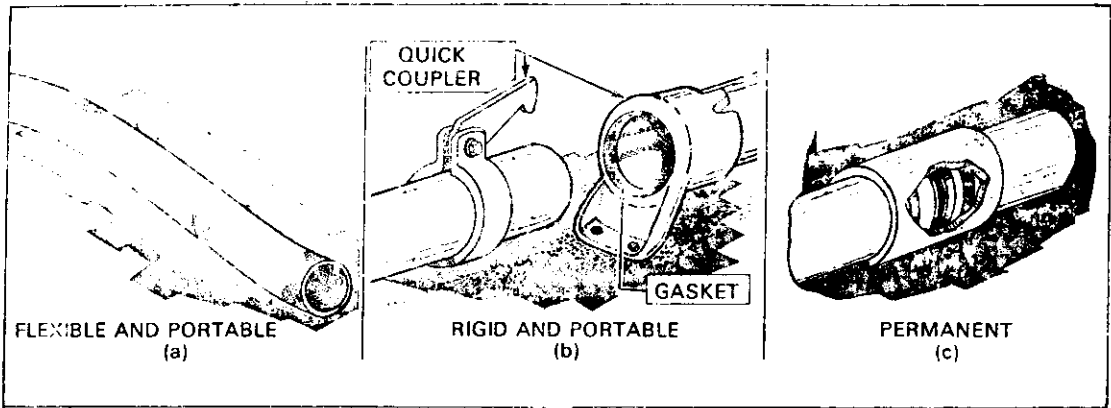 QUICK
COUPLER
GASKET
FLEXIBLE AND PORTABLE
(a)
RIGID AND PORTABLE
(b)
PERMANENT
(c)